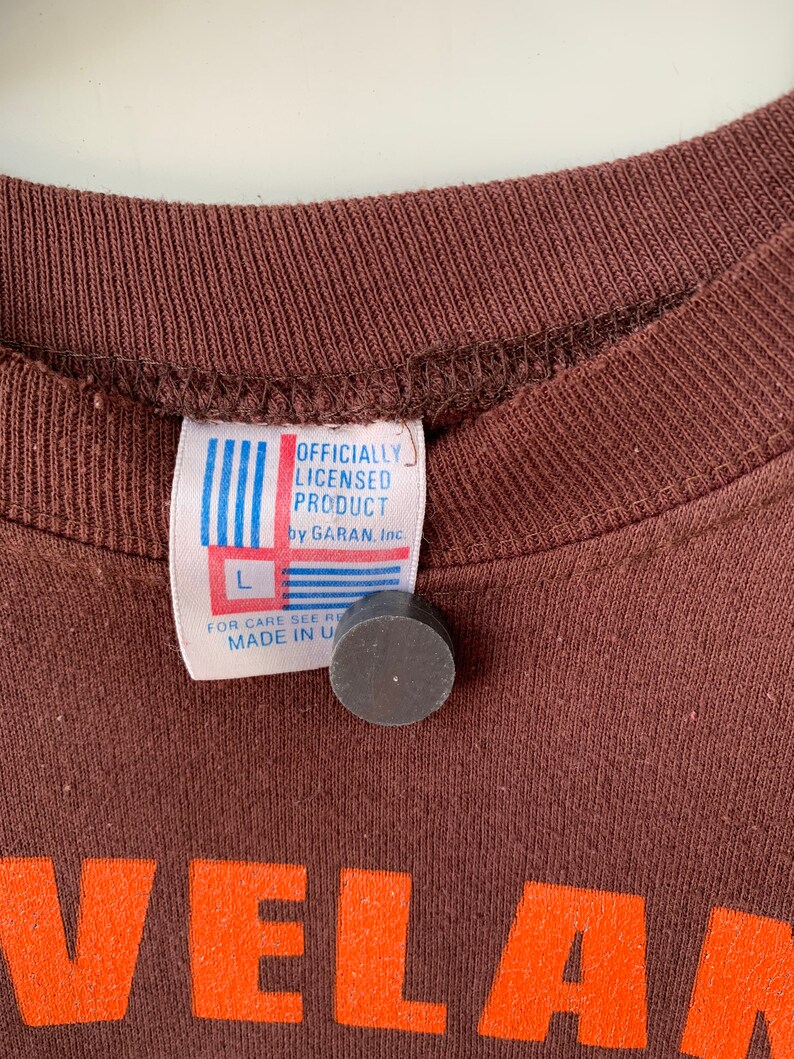 OFFICIALLY
LICENSED
PRODUCT
by GARAN, Inc.
L
FOR CARE SEE RE
MADE IN U
VELAN